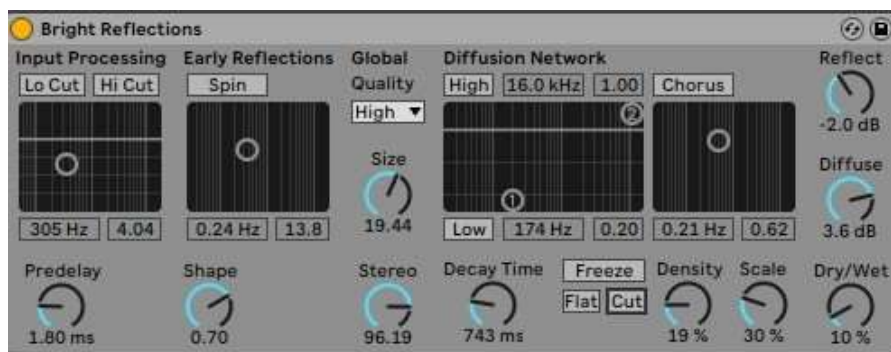 Bright Reflections
Input Processing Early Reflections Global Diffusion Network Reflect
Lo Cut Hi Cut Spin Quality High 16.0 kHz 1.00 Chorus
High
2
-2.0 dB
Size Diffuse
1
305 Hz 4.04 0.24 Hz 13.8 19.44 Low 174 Hz 0.20 0.21 Hz 0.62 3.6 dB
Predelay Shape Stereo Decay Time Freeze Density Scale Dry/Wet
Flat Cut
1.80 ms 0.70 96.19 743 ms 19 % 30 % 10 %